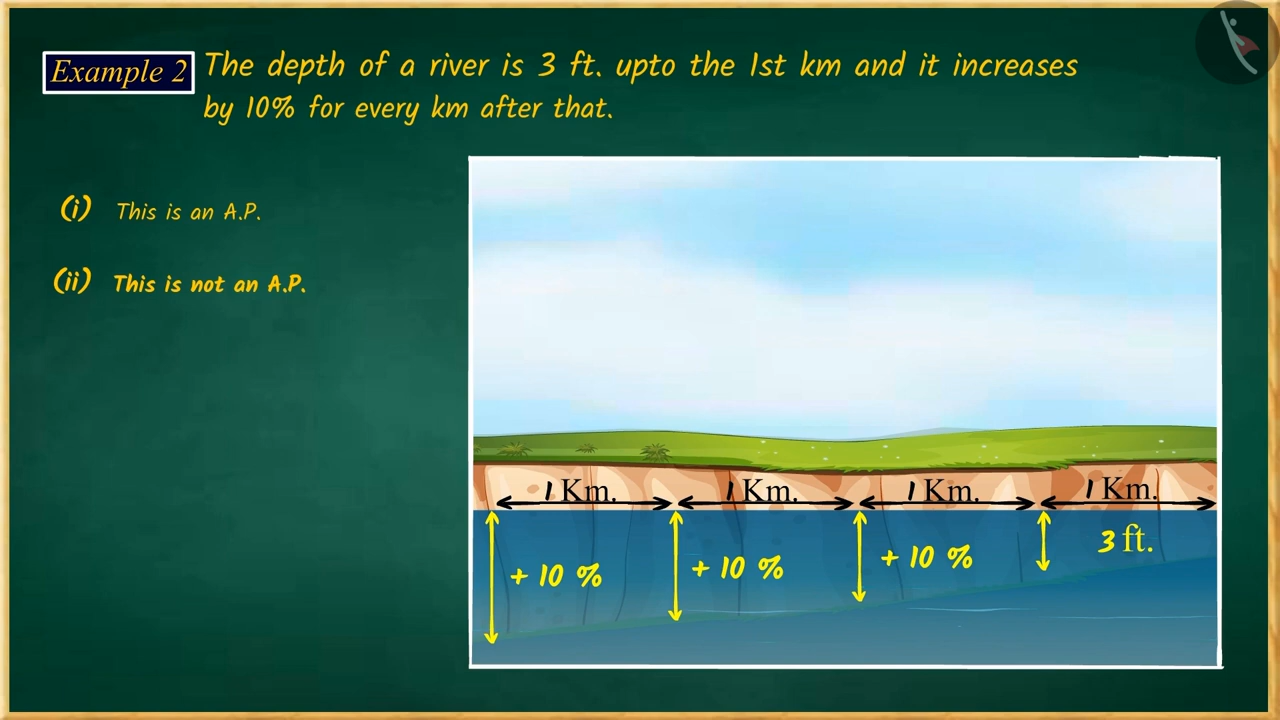 Example 2
The depth of a river is 3 ft. upto the 1st km and it increases
by 10% for every km after that.
(i) This is an A.P.
(ii) This is not an A.P.
1 Km. 1 Km. 1 Km. 1 Km.
+ 10 % + 10 % + 10 % 3 ft.